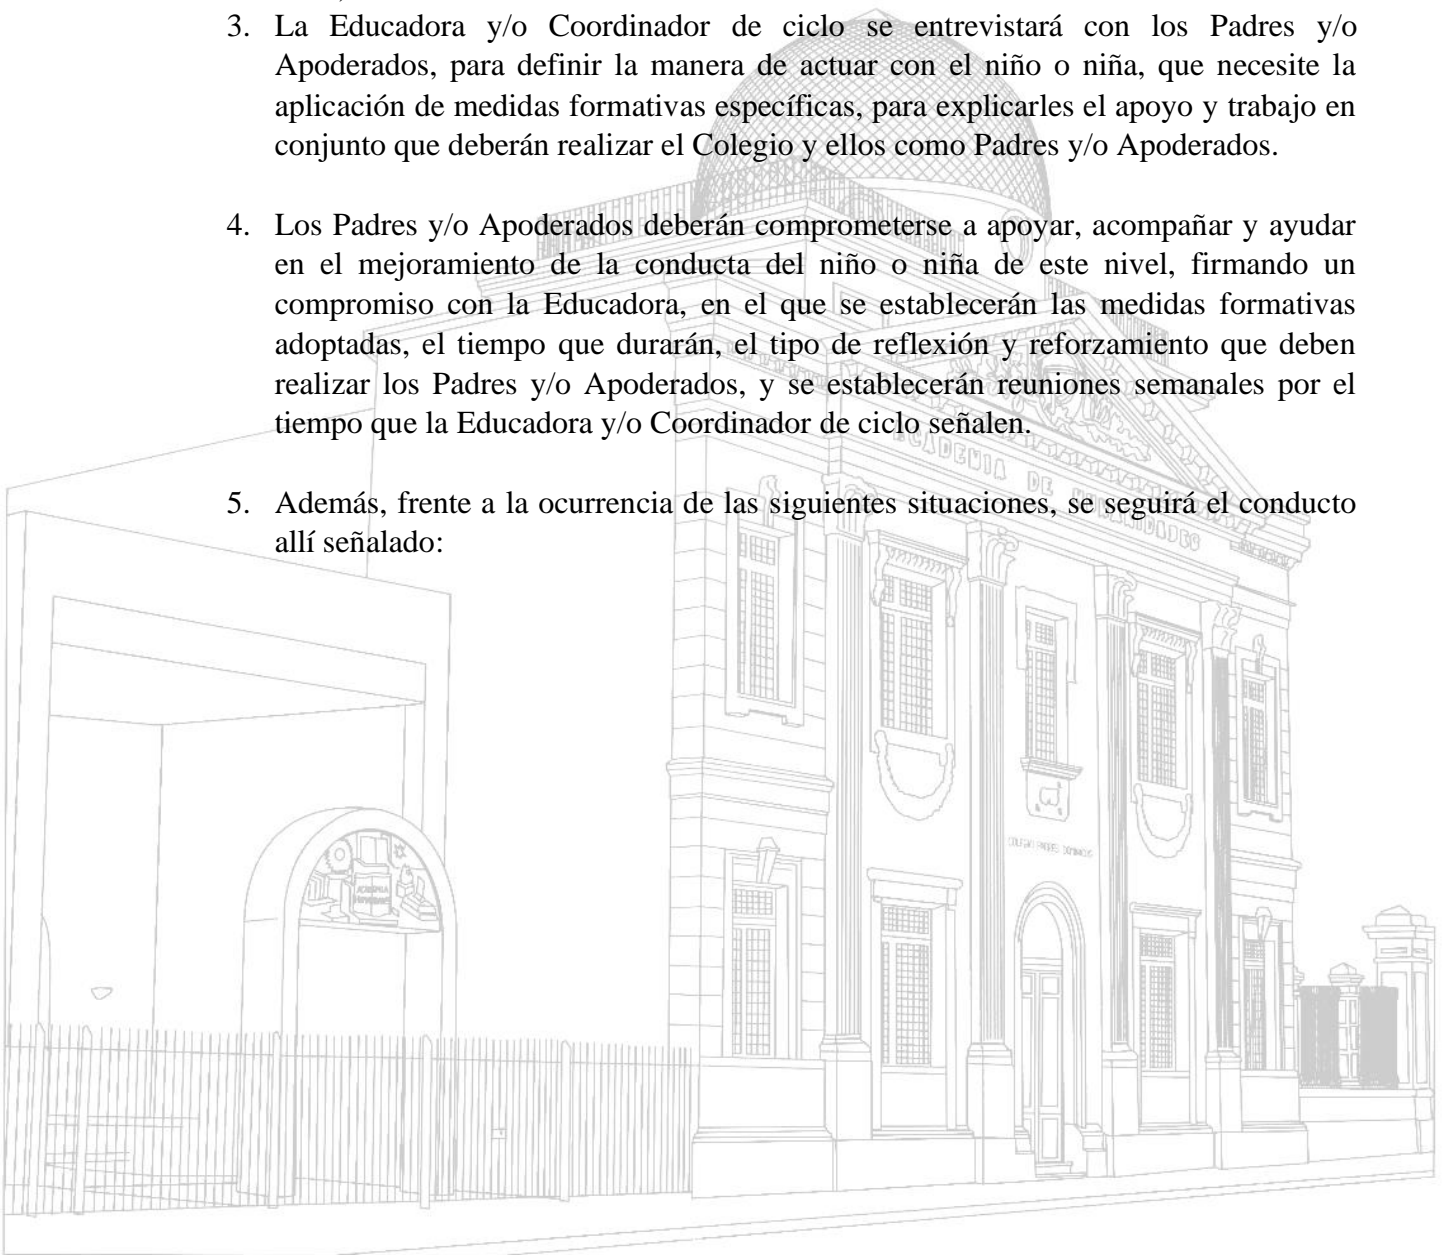 3. La Educadora y/o Coordinador de ciclo se entrevistará con los Padres y/o
Apoderados, para definir la manera de actuar con el niño o niña, que necesite la
aplicación de medidas formativas específicas, para explicarles el apoyo y trabajo en
conjunto que deberán realizar el Colegio y ellos como Padres y/o Apoderados.
4. Los Padres y/o Apoderados deberán comprometerse a apoyar, acompañar y ayudar
en el mejoramiento de la conducta del niño o niña de este nivel, firmando un
compromiso con la Educadora, en el que se establecerán las medidas formativas
adoptadas, el tiempo que durarán, el tipo de reflexión y reforzamiento que deben
realizar los Padres y/o Apoderados, y se establecerán reuniones semanales por el
tiempo que la Educadora y/o Coordinador de ciclo señalen.
ACADEMIA DE HUMANIDADES
5. Además, frente a la ocurrencia de las siguientes situaciones, se seguirá el conducto
allí señalado:
COLEGIO PADRES DOMINICOS